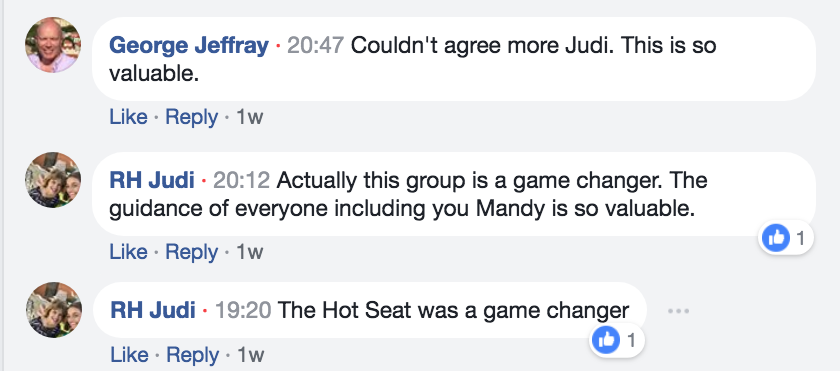 George Jeffray · 20:47 Couldn't agree more Judi. This is so
valuable.
Like · Reply · 1w
RH Judi · 20:12 Actually this group is a game changer. The
guidance of everyone including you Mandy is so valuable.
1
Like · Reply · 1w
RH Judi · 19:20 The Hot Seat was a game changer
1
Like · Reply · 1w